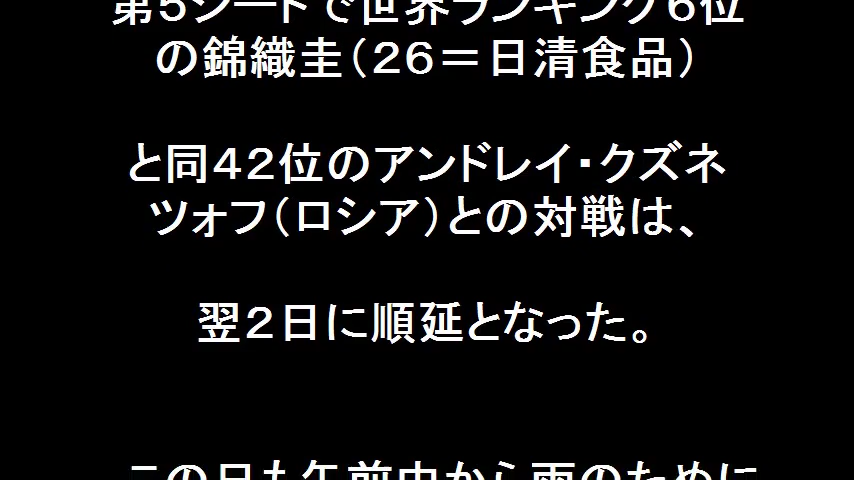 第５シードで世界ランキング６位
の錦織圭（２６＝日清食品）
と同４２位のアンドレイ・クズネ
ツォフ（ロシア）との対戦は、
翌２日に順延となった。
この日も午前中から雨のために